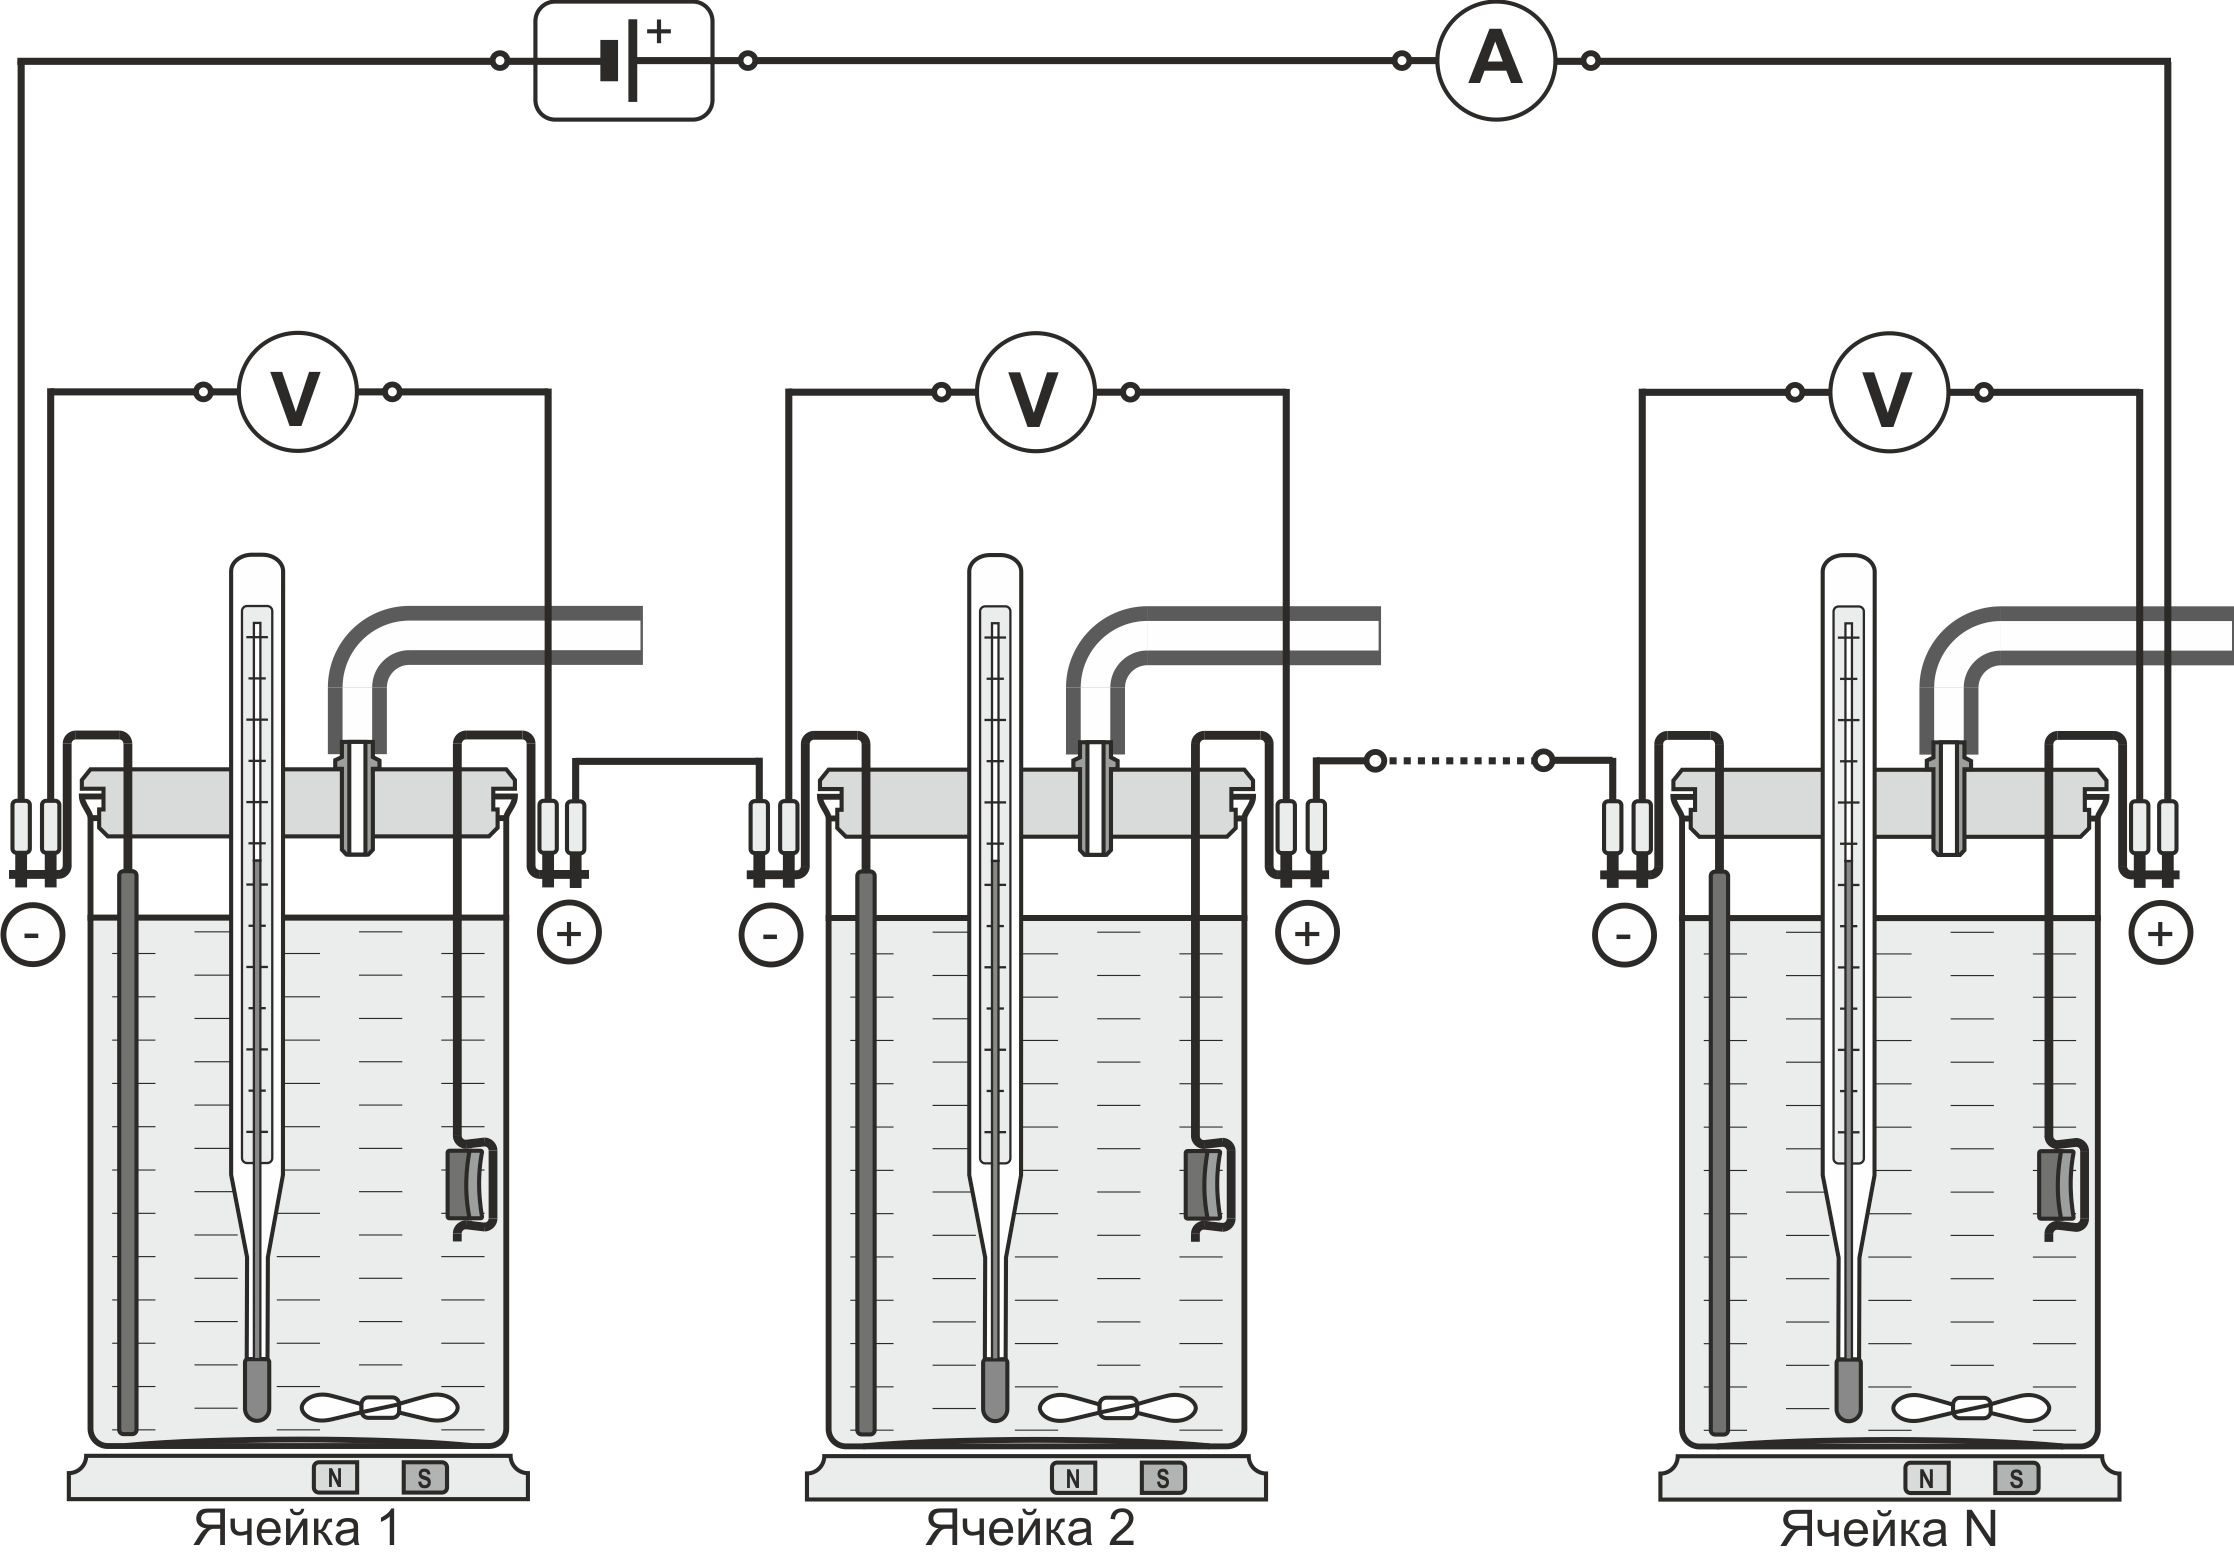 +
A
V V V
- + - + - +
N S N S N S
Ячейка 1 Ячейка 2 Ячейка N